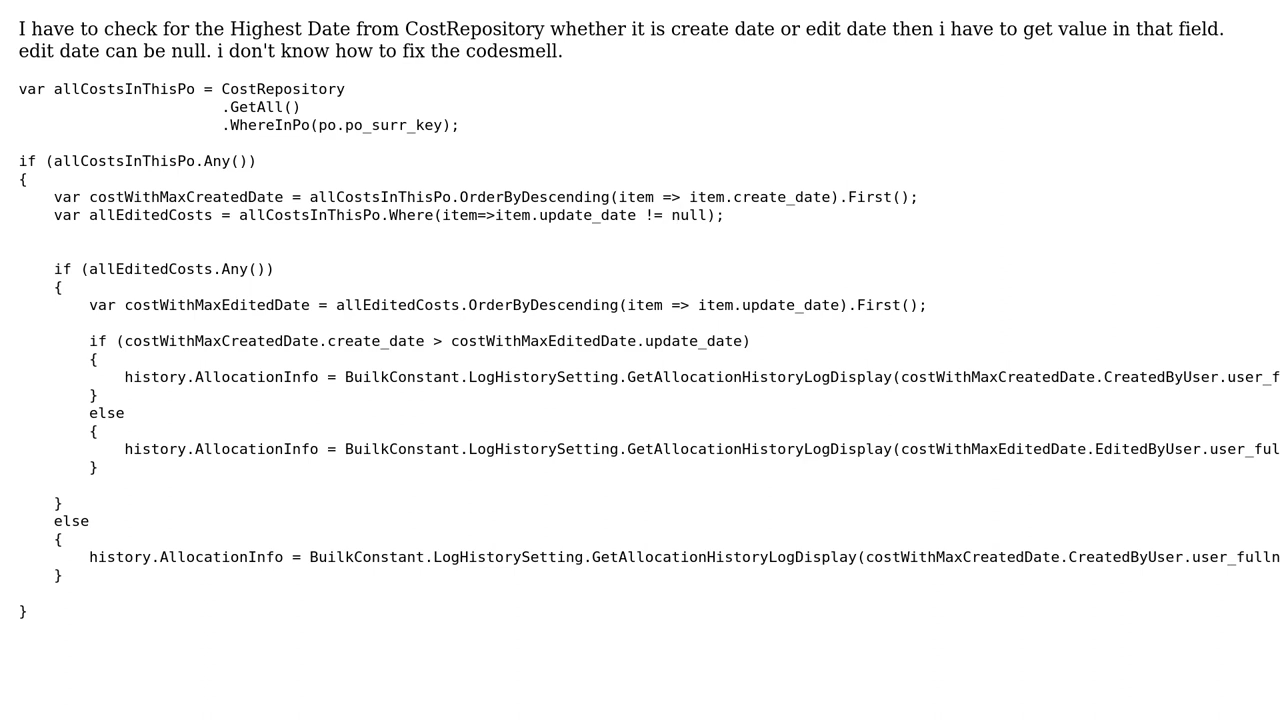 I have to check for the Highest Date from CostRepository whether it is create date or edit date then i have to get value in that field.
edit date can be null. i don't know how to fix the codesmell.
var allCostsInThisPo = CostRepository
.GetAll()
.WhereInPo(po.po_surr_key);
if (allCostsInThisPo.Any())
{
var costWithMaxCreatedDate = allCostsInThisPo.OrderByDescending(item => item.create_date).First();
var allEditedCosts = allCostsInThisPo.Where(item=>item.update_date != null);
if (allEditedCosts.Any())
{
var costWithMaxEditedDate = allEditedCosts.OrderByDescending(item => item.update_date).First();
if (costWithMaxCreatedDate.create_date > costWithMaxEditedDate.update_date)
{
history.AllocationInfo = BuilkConstant.LogHistorySetting.GetAllocationHistoryLogDisplay(costWithMaxCreatedDate.CreatedByUser.user_f
}
else
{
history.AllocationInfo = BuilkConstant.LogHistorySetting.GetAllocationHistoryLogDisplay(costWithMaxEditedDate.EditedByUser.user_ful
}
}
else
{
history.AllocationInfo = BuilkConstant.LogHistorySetting.GetAllocationHistoryLogDisplay(costWithMaxCreatedDate.CreatedByUser.user_fulln
}
}